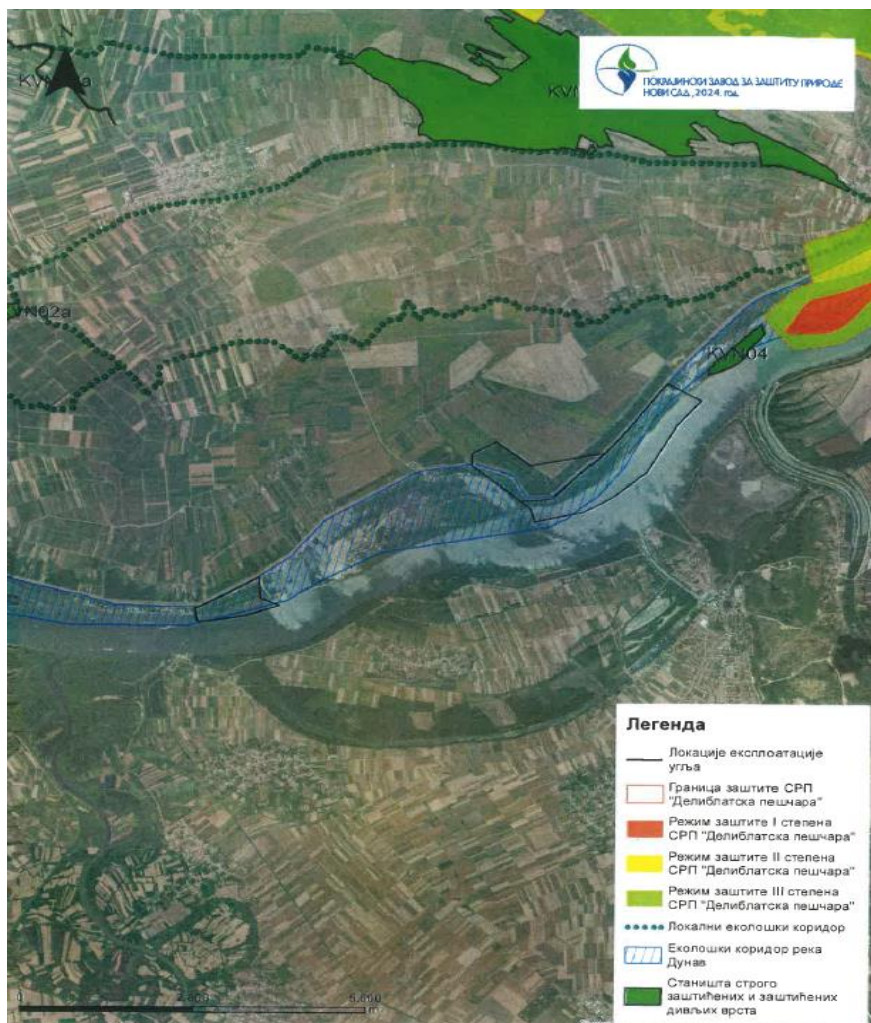 N
ПОКРАЈИНСКИ ЗАВОД ЗА ЗАШТИТУ ПРИРОДЕ
НОВИ САД, 2024. год.
KVN04
Легенда
Локације експлоатације
угља
Граница заштите СРП
"Делиблатска пешчара"
Режим заштите I степена
СРП "Делиблатска пешчара"
Режим заштите II степена
СРП "Делиблатска пешчара"
Режим заштите III степена
СРП "Делиблатска пешчара"
Локални еколошки коридор
Еколошки коридор река
Дунав
Станишта строго
заштићених и заштићених
дивљих врста
0
m